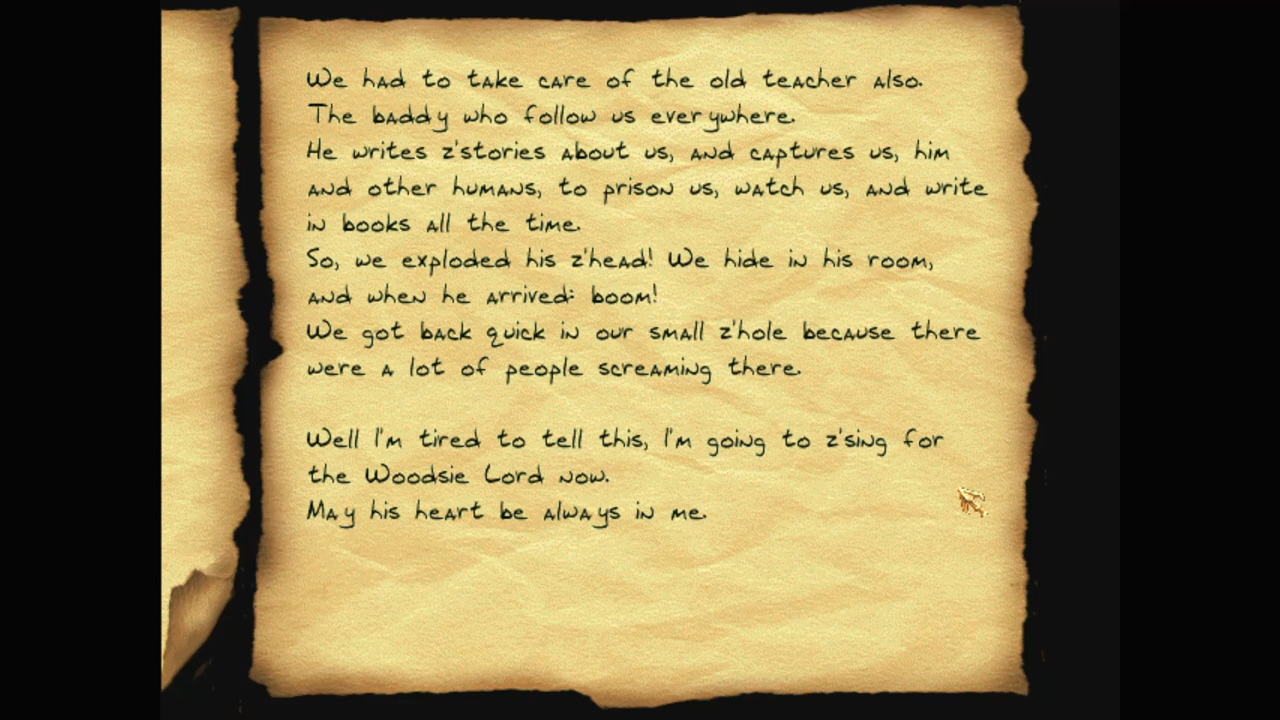 We had to take care of the old teacher also.
The baddy who follow us everywhere.
He writes z'stories about us, and captures us, him
and other humans, to prison us, watch us, and write
in books all the time.
So, we exploded his z'head! We hide in his room,
and when he arrived: boom!
We got back quick in our small z'hole because there
were a lot of people screaming there.
Well I'm tired to tell this, I'm going to z'sing for
the Woodsie Lord now.
May his heart be always in me.